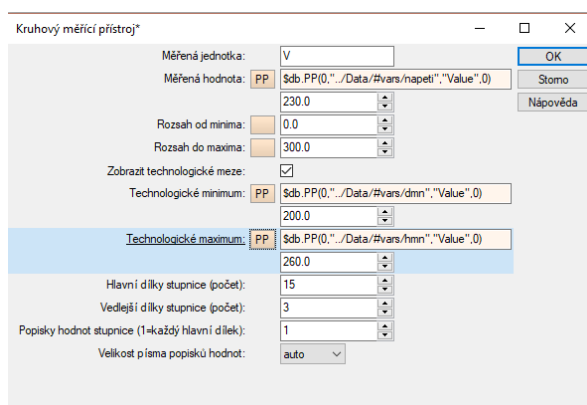 Kruhový měřící přístroj*
Měřená jednotka: V OK
Měřená hodnota: PP $db.PP(0,"../Data/#vars/napeti","Value",0) Storno
230.0 Nápověda
Rozsah od minima: 0.0
Rozsah do maxima: 300.0
Zobrazit technologické meze:
Technologické minimum: PP $db.PP(0,"../Data/#vars/dmn","Value",0)
200.0
Technologické maximum: PP $db.PP(0,"../Data/#vars/hmn","Value",0)
260.0
Hlavní dílky stupnice (počet): 15
Vedlejší dílky stupnice (počet): 3
Popisky hodnot stupnice (1=každý hlavní dílek): 1
Velikost písma popisků hodnot: auto